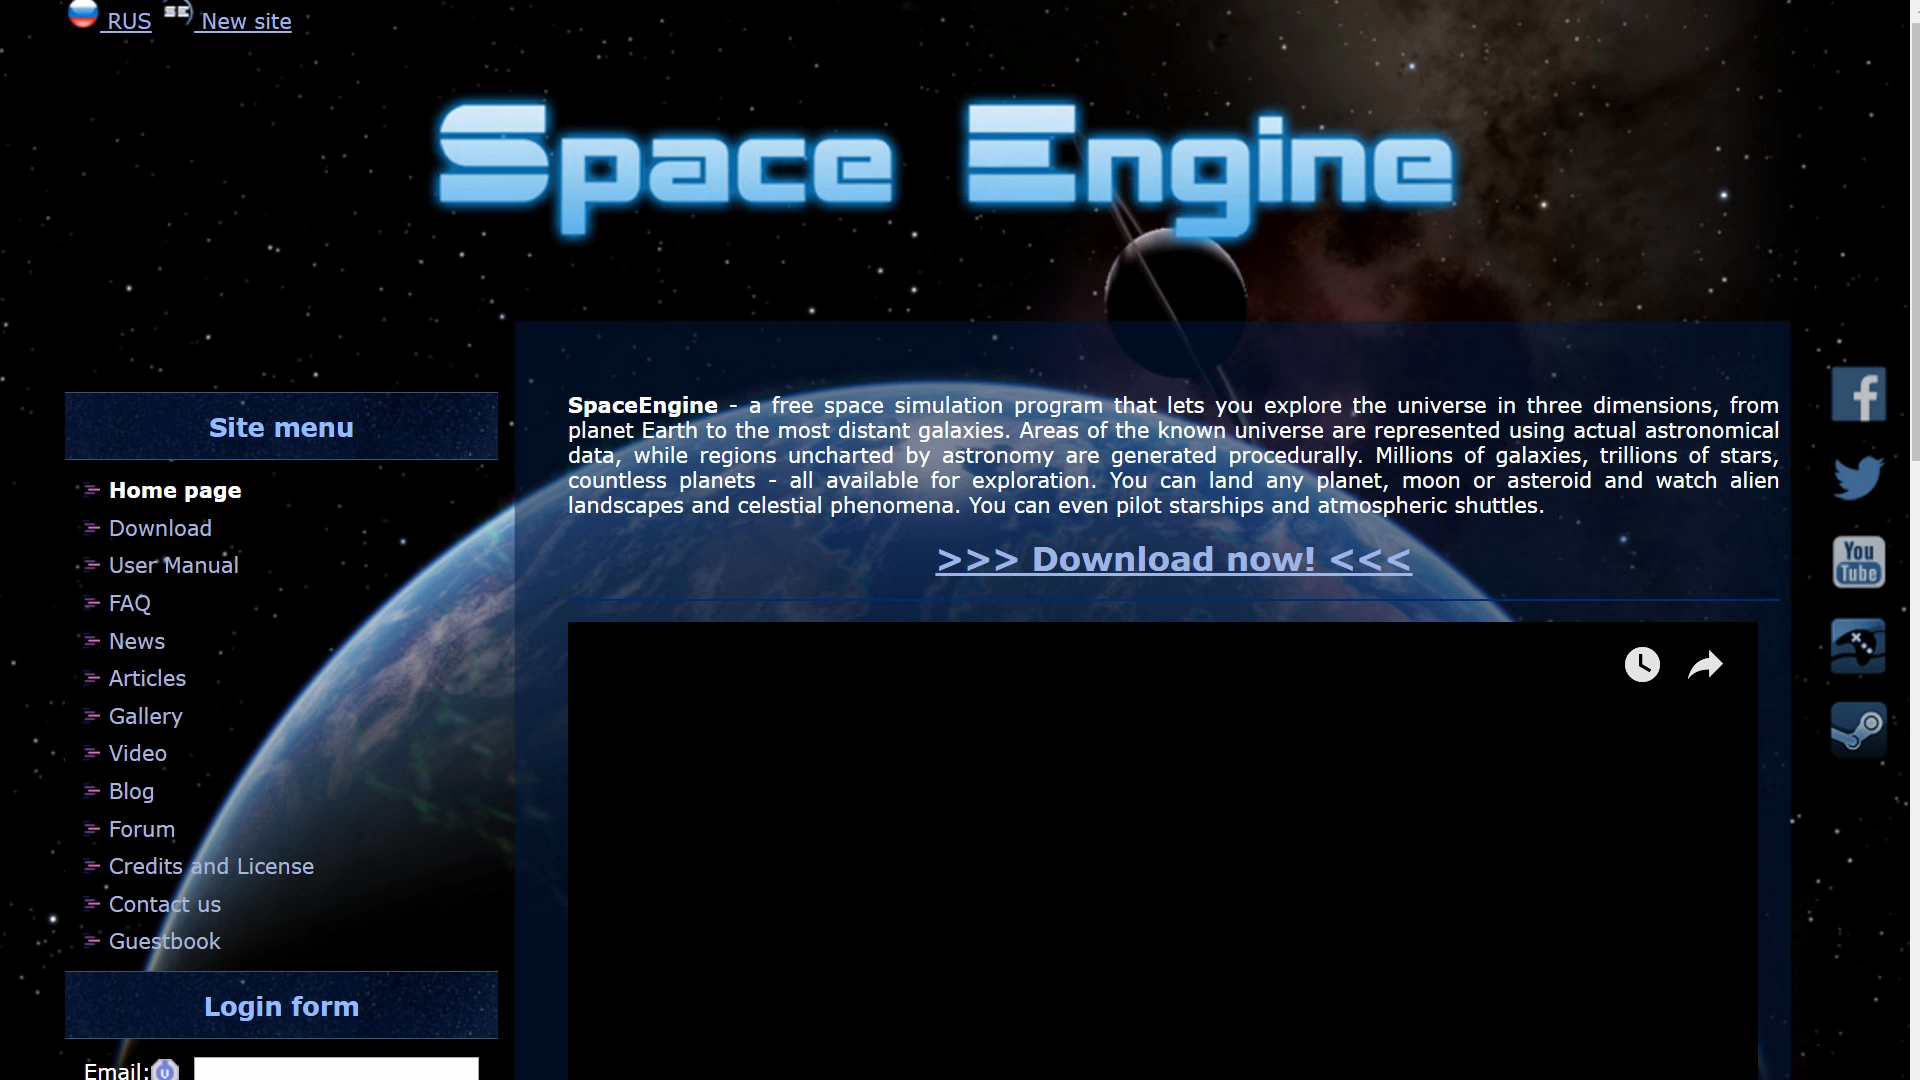 RUS New site
Space Engine
Site menu
Home page
Download
User Manual
FAQ
News
Articles
Gallery
Video
Blog
Forum
Credits and License
Contact us
Guestbook
Login form
Email:
SpaceEngine - a free space simulation program that lets you explore the universe in three dimensions, from
planet Earth to the most distant galaxies. Areas of the known universe are represented using actual astronomical
data, while regions uncharted by astronomy are generated procedurally. Millions of galaxies, trillions of stars,
countless planets - all available for exploration. You can land any planet, moon or asteroid and watch alien
landscapes and celestial phenomena. You can even pilot starships and atmospheric shuttles.
>>> Download now! <<<
You
Tube